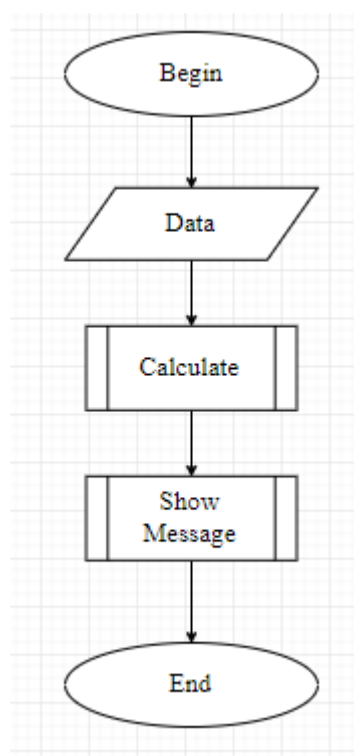 Begin
Data
Calculate
Show
Message
End